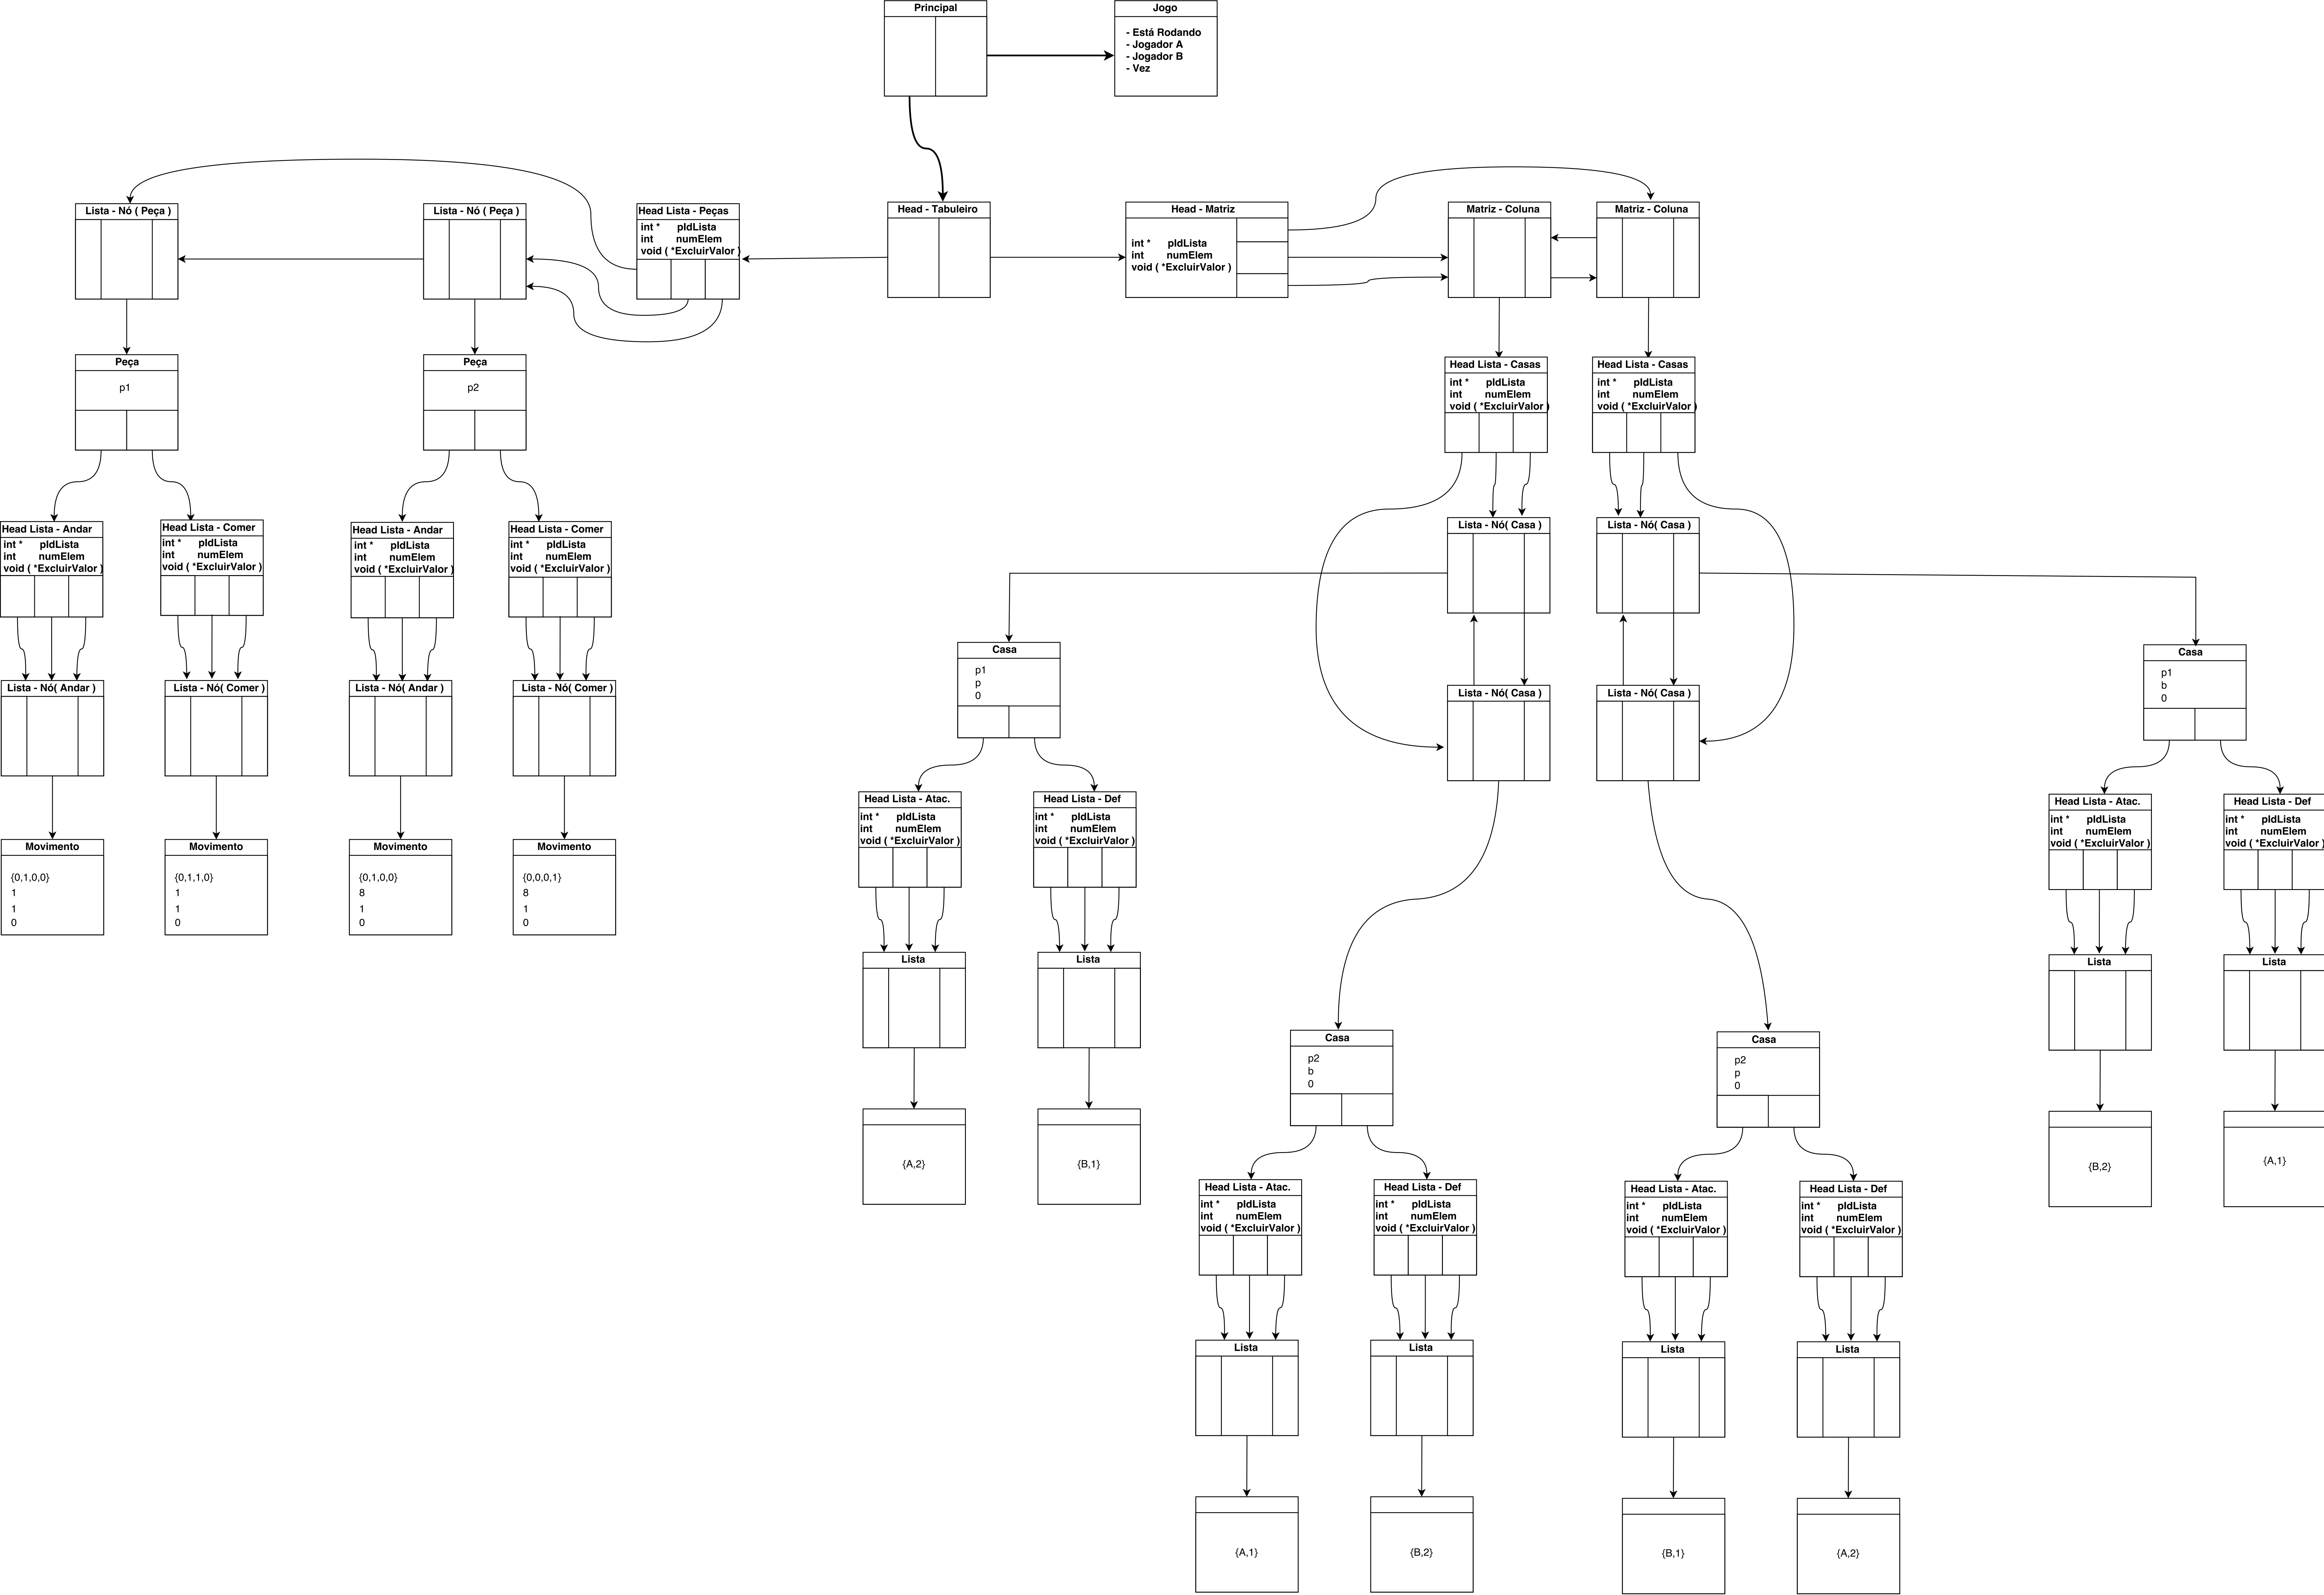 Principal
Jogo
- Está Rodando
- Jogador A
- Jogador B
- Vez
Lista - Nó ( Peça )
Lista - Nó ( Peça )
Head Lista - Peças
int * pIdLista
int numElem
void ( *ExcluirValor )
Head - Tabuleiro
Head - Matriz
int * pIdLista
int numElem
void ( *ExcluirValor )
Matriz - Coluna
Matriz - Coluna
Peça
p1
Peça
p2
Head Lista - Casas
int * pIdLista
int numElem
void ( *ExcluirValor )
Head Lista - Casas
int * pIdLista
int numElem
void ( *ExcluirValor )
Head Lista - Andar
int * pIdLista
int numElem
void ( *ExcluirValor )
Head Lista - Comer
int * pIdLista
int numElem
void ( *ExcluirValor )
Head Lista - Andar
int * pIdLista
int numElem
void ( *ExcluirValor )
Head Lista - Comer
int * pIdLista
int numElem
void ( *ExcluirValor )
Lista - Nó( Casa )
Lista - Nó( Casa )
Casa
p1
p
0
Casa
p1
b
0
Lista - Nó( Andar )
Lista - Nó( Comer )
Lista - Nó( Andar )
Lista - Nó( Comer )
Lista - Nó( Casa )
Lista - Nó( Casa )
Head Lista - Atac.
int * pIdLista
int numElem
void ( *ExcluirValor )
Head Lista - Def
int * pIdLista
int numElem
void ( *ExcluirValor )
Head Lista - Atac.
int * pIdLista
int numElem
void ( *ExcluirValor )
Head Lista - Def
int * pIdLista
int numElem
void ( *ExcluirValor )
Movimento
{0,1,0,0}
1
1
0
Movimento
{0,1,1,0}
1
1
0
Movimento
{0,1,0,0}
8
1
0
Movimento
{0,0,0,1}
8
1
0
Lista
Lista
Lista
Lista
Casa
p2
b
0
Casa
p2
p
0
{A,2}
{B,1}
{B,2}
{A,1}
Head Lista - Atac.
int * pIdLista
int numElem
void ( *ExcluirValor )
Head Lista - Def
int * pIdLista
int numElem
void ( *ExcluirValor )
Head Lista - Atac.
int * pIdLista
int numElem
void ( *ExcluirValor )
Head Lista - Def
int * pIdLista
int numElem
void ( *ExcluirValor )
Lista
Lista
Lista
Lista
{A,1}
{B,2}
{B,1}
{A,2}